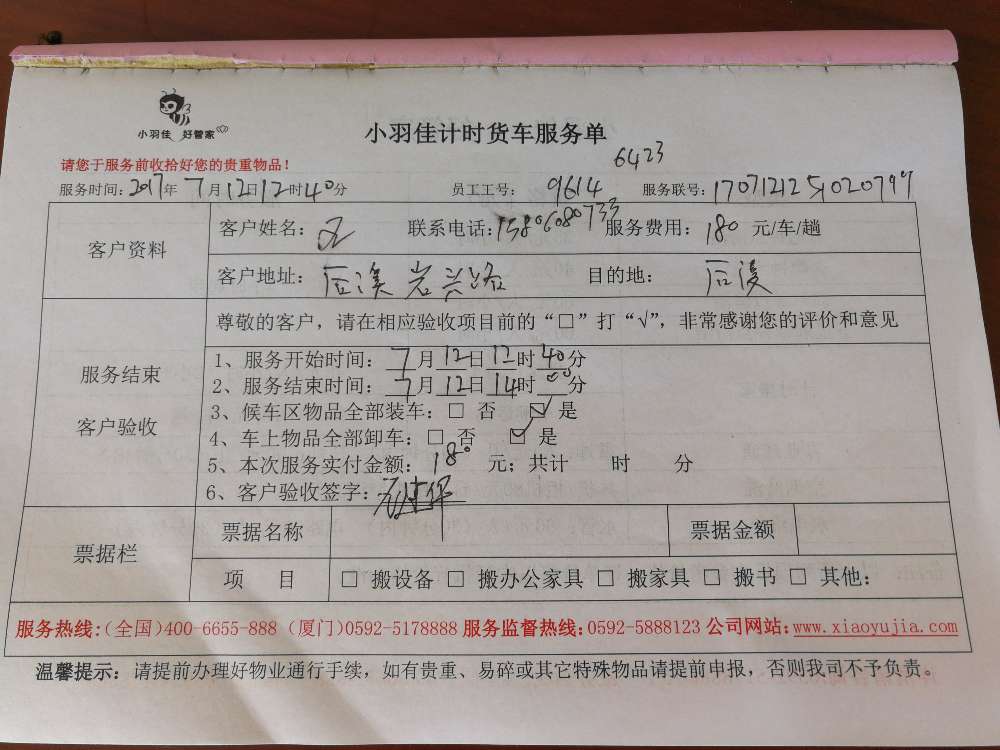 小羽佳 好管家
小羽佳计时货车服务单
6423
请您于服务前收拾好您的贵重物品！
服务时间：2017年 7月12日12时40分 员工工号： 9614 服务联号：
客户资料
客户姓名： 联系电话：15806080733 服务费用：180 元/车/趟
客户地址：后溪 岩兴路 目的地： 后溪
服务结束
客户验收
尊敬的客户，请在相应验收项目前的“□”打“√”，非常感谢您的评价和意见
1、服务开始时间：7月12日12时40分
2、服务结束时间：7月12日14时00分
3、候车区物品全部装车：□ 否 ☑ 是
4、车上物品全部卸车：□ 否 ☑ 是
5、本次服务实付金额：180 元；共计 时 分
6、客户验收签字：
票据栏
票据名称 票据金额
项 目 □ 搬设备 □ 搬办公家具 □ 搬家具 □ 搬书 □ 其他：
服务热线:(全国)400-6655-888 (厦门)0592-5178888 服务监督热线:0592-5888123 公司网站:www.xiaoyujia.com
温馨提示：请提前办理好物业通行手续，如有贵重、易碎或其它特殊物品请提前申报，否则我司不予负责。